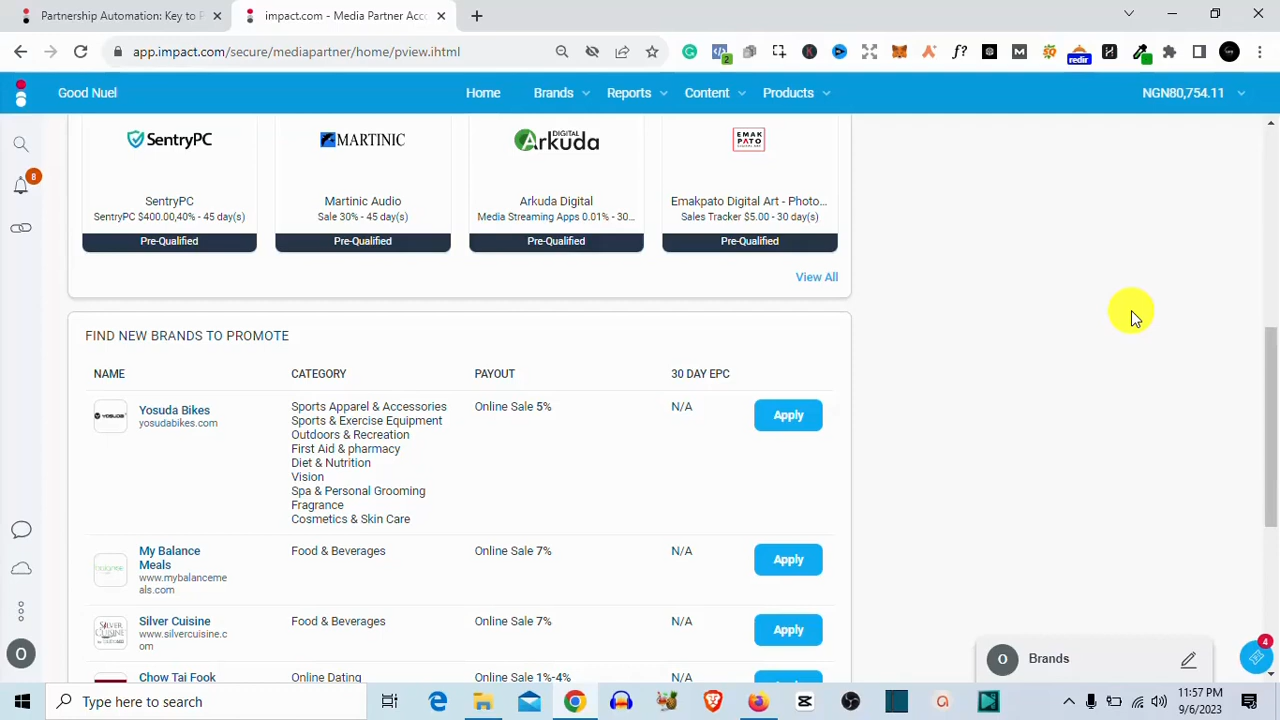 Partnership Automation: Key to P
impact.com - Media Partner Acc
app.impact.com/secure/mediapartner/home/pview.ihtml
2
f?
M
redir
Good Nuel
Home
Brands
Reports
Content
Products
NGN80,754.11
8
SentryPC
MARTINIC
DIGITAL
Arkuda
EMAK
PATO
SentryPC
SentryPC $400.00,40% - 45 day(s)
Pre-Qualified
Martinic Audio
Sale 30% - 45 day(s)
Pre-Qualified
Arkuda Digital
Media Streaming Apps 0.01% - 30...
Pre-Qualified
Emakpato Digital Art - Photo...
Sales Tracker $5.00 - 30 day(s)
Pre-Qualified
View All
FIND NEW BRANDS TO PROMOTE
NAME
CATEGORY
PAYOUT
30 DAY EPC
YOSUDA
Yosuda Bikes
yosudabikes.com
Sports Apparel & Accessories
Sports & Exercise Equipment
Outdoors & Recreation
First Aid & pharmacy
Diet & Nutrition
Vision
Spa & Personal Grooming
Fragrance
Cosmetics & Skin Care
Online Sale 5%
N/A
Apply
My Balance
Meals
www.mybalanceme
als.com
Food & Beverages
Online Sale 7%
N/A
Apply
SILVER
CUISINE
Silver Cuisine
www.silvercuisine.c
om
Food & Beverages
Online Sale 7%
N/A
Apply
Chow Tai Fook
Online Dating
Online Sale 1%-4%
N/A
Apply
O
O
Brands
4
Type here to search
11:57 PM
9/6/2023